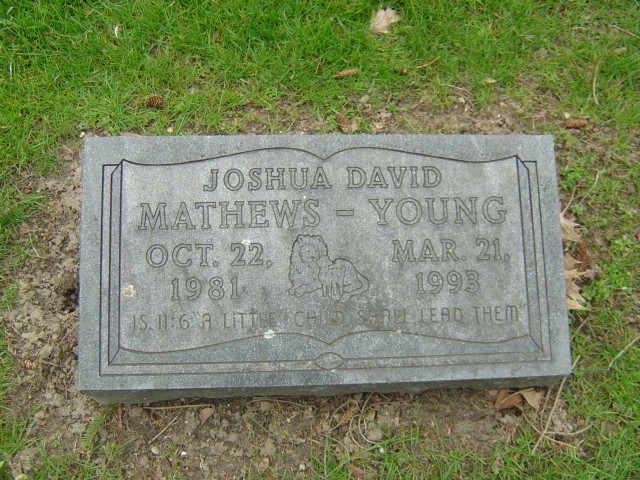 JOSHUA DAVID
MATHEWS - YOUNG
OCT. 22, 1981
MAR. 21, 1993
IS. 11:6 A LITTLE CHILD SHALL LEAD THEM